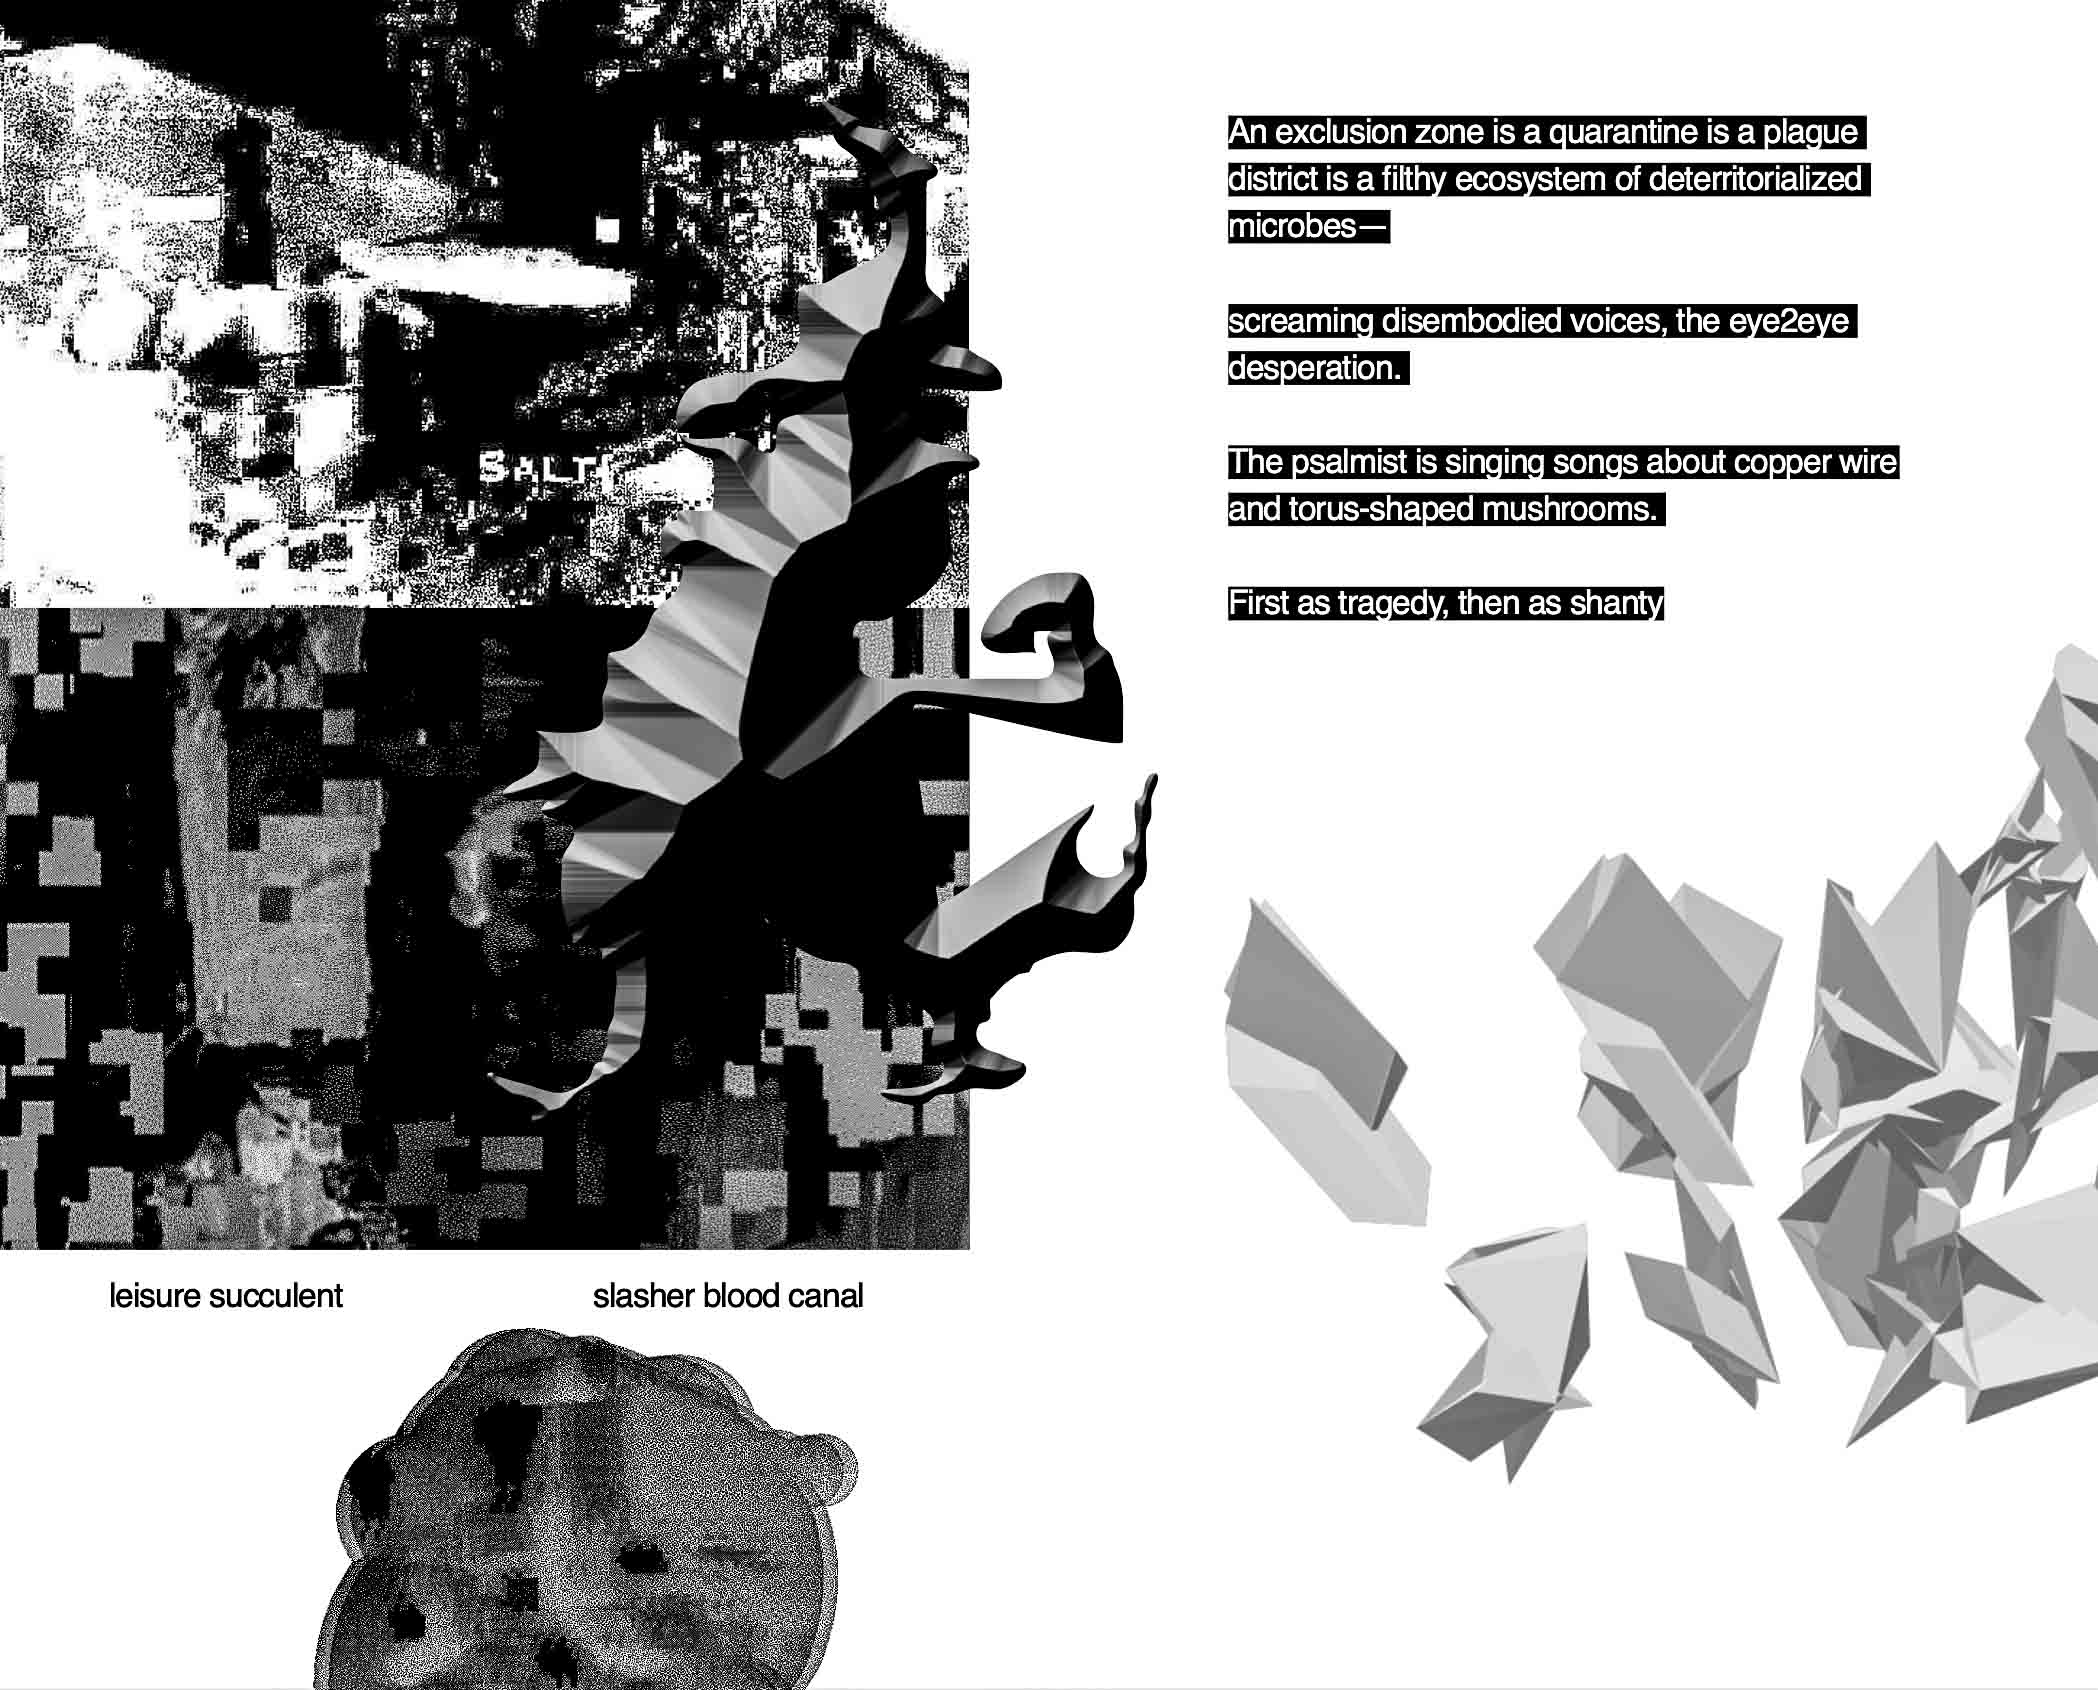 SALT
leisure succulent
slasher blood canal
An exclusion zone is a quarantine is a plague
district is a filthy ecosystem of deterritorialized
microbes—
screaming disembodied voices, the eye2eye
desperation.
The psalmist is singing songs about copper wire
and torus-shaped mushrooms.
First as tragedy, then as shanty